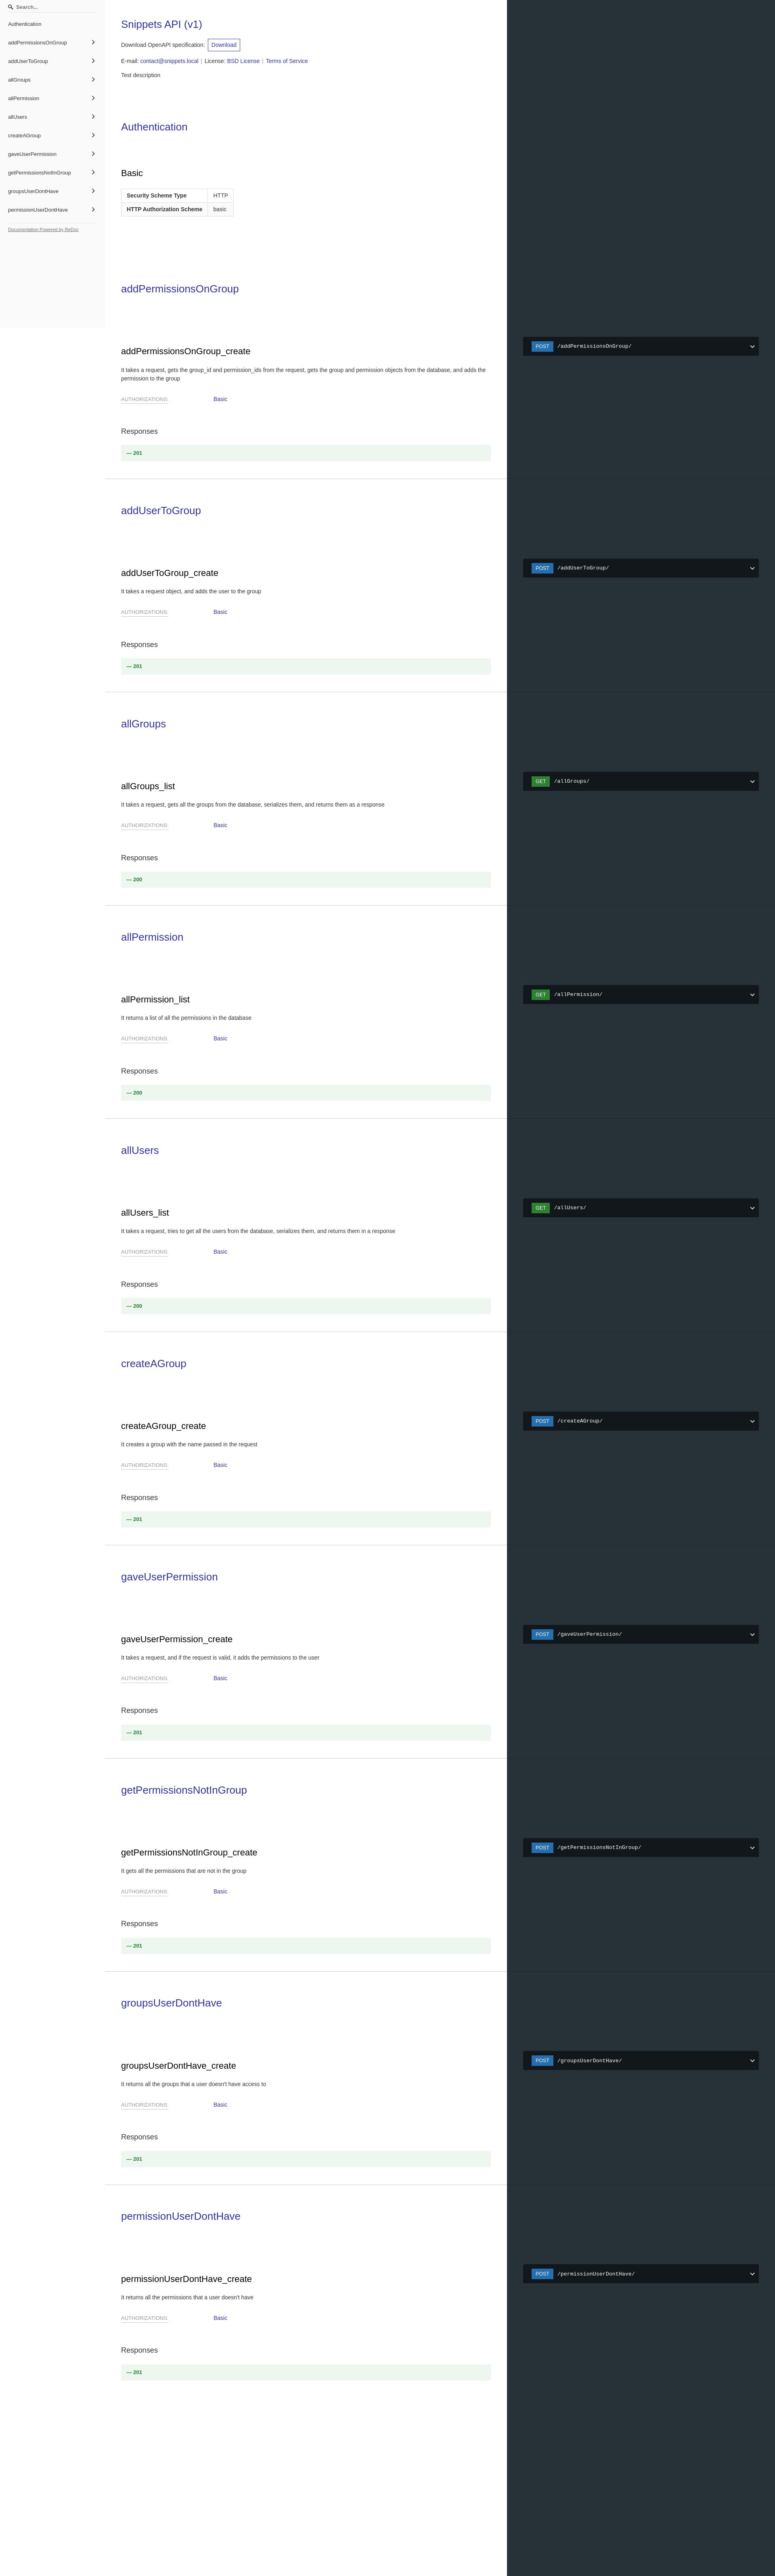 Search...
Authentication
addPermissionsOnGroup
addUserToGroup
allGroups
allPermission
allUsers
createAGroup
gaveUserPermission
getPermissionsNotInGroup
groupsUserDontHave
permissionUserDontHave
Documentation Powered by ReDoc
Snippets API (v1)
Download OpenAPI specification: Download
E-mail: contact@snippets.local | License: BSD License | Terms of Service
Test description
Authentication
Basic
Security Scheme Type HTTP
HTTP Authorization Scheme basic
addPermissionsOnGroup
addPermissionsOnGroup_create
It takes a request, gets the group_id and permission_ids from the request, gets the group and permission objects from the database, and adds the
permission to the group
AUTHORIZATIONS: Basic
Responses
— 201
POST /addPermissionsOnGroup/
addUserToGroup
addUserToGroup_create
It takes a request object, and adds the user to the group
AUTHORIZATIONS: Basic
Responses
— 201
POST /addUserToGroup/
allGroups
allGroups_list
It takes a request, gets all the groups from the database, serializes them, and returns them as a response
AUTHORIZATIONS: Basic
Responses
— 200
GET /allGroups/
allPermission
allPermission_list
It returns a list of all the permissions in the database
AUTHORIZATIONS: Basic
Responses
— 200
GET /allPermission/
allUsers
allUsers_list
It takes a request, tries to get all the users from the database, serializes them, and returns them in a response
AUTHORIZATIONS: Basic
Responses
— 200
GET /allUsers/
createAGroup
createAGroup_create
It creates a group with the name passed in the request
AUTHORIZATIONS: Basic
Responses
— 201
POST /createAGroup/
gaveUserPermission
gaveUserPermission_create
It takes a request, and if the request is valid, it adds the permissions to the user
AUTHORIZATIONS: Basic
Responses
— 201
POST /gaveUserPermission/
getPermissionsNotInGroup
getPermissionsNotInGroup_create
It gets all the permissions that are not in the group
AUTHORIZATIONS: Basic
Responses
— 201
POST /getPermissionsNotInGroup/
groupsUserDontHave
groupsUserDontHave_create
It returns all the groups that a user doesn't have access to
AUTHORIZATIONS: Basic
Responses
— 201
POST /groupsUserDontHave/
permissionUserDontHave
permissionUserDontHave_create
It returns all the permissions that a user doesn't have
AUTHORIZATIONS: Basic
Responses
— 201
POST /permissionUserDontHave/